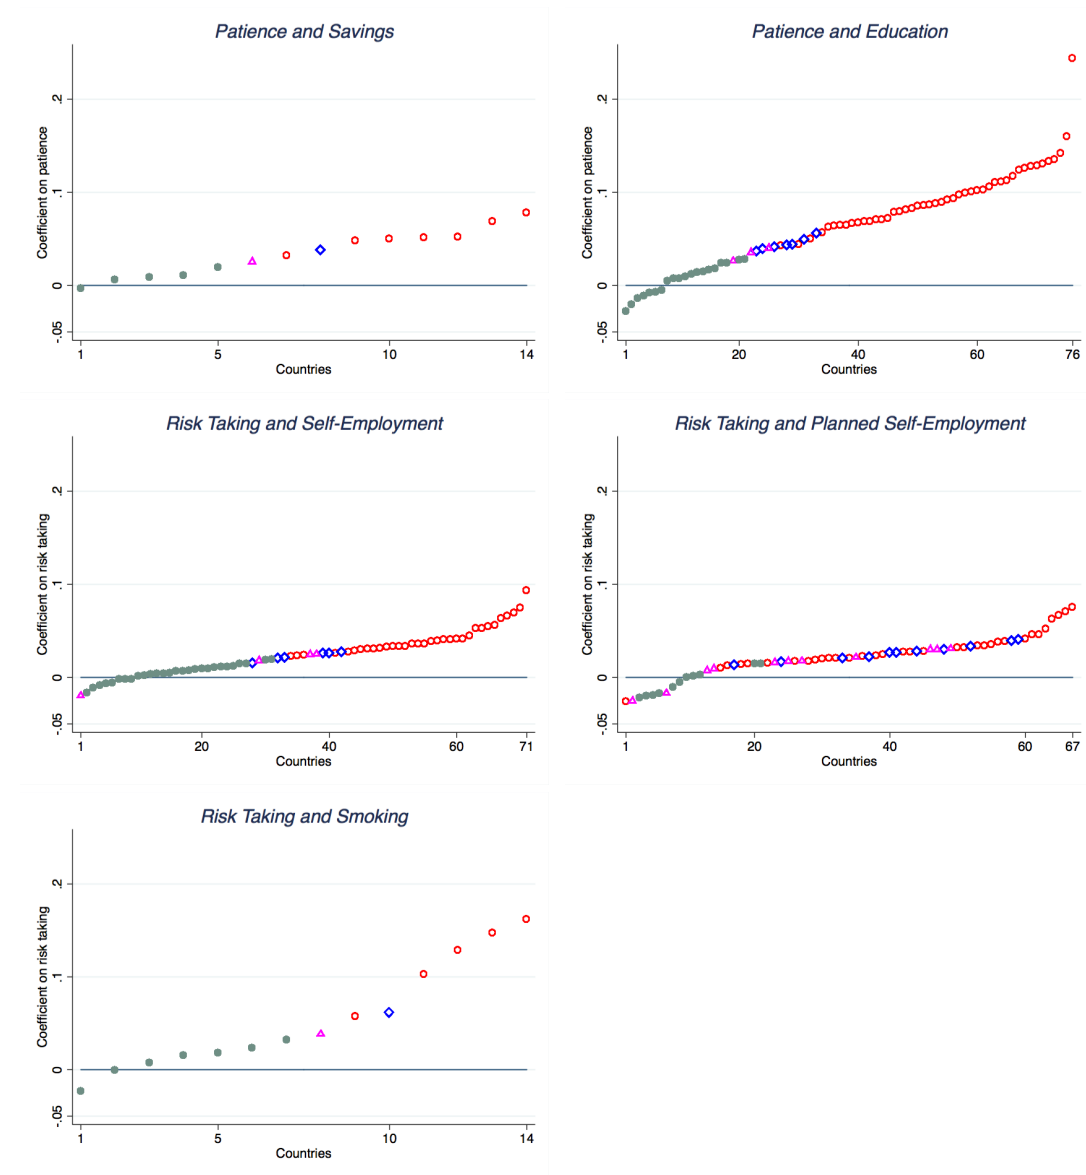 Patience and Savings
Coefficient on patience
.2
.1
0
-.05
1
5
10
14
Countries
Patience and Education
Coefficient on patience
.2
.1
0
-.05
1
20
40
60
76
Countries
Risk Taking and Self-Employment
Coefficient on risk taking
.2
.1
0
-.05
1
20
40
60
71
Countries
Risk Taking and Planned Self-Employment
Coefficient on risk taking
.2
.1
0
-.05
1
20
40
60
67
Countries
Risk Taking and Smoking
Coefficient on risk taking
.2
.1
0
-.05
1
5
10
14
Countries